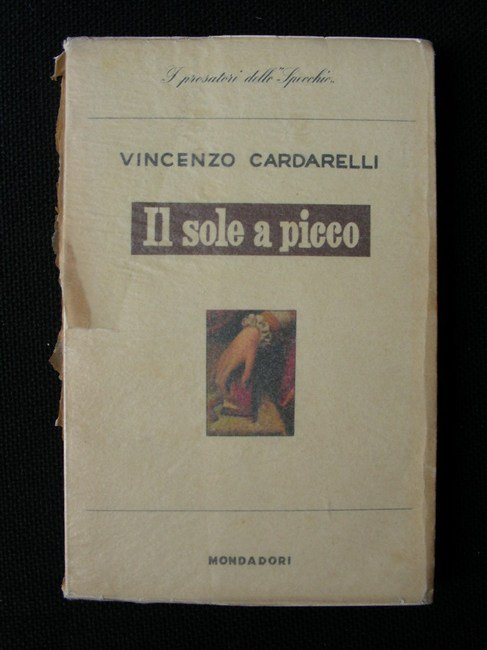 I prosatori dello "Specchio"
VINCENZO CARDARELLI
Il sole a picco
MONDADORI